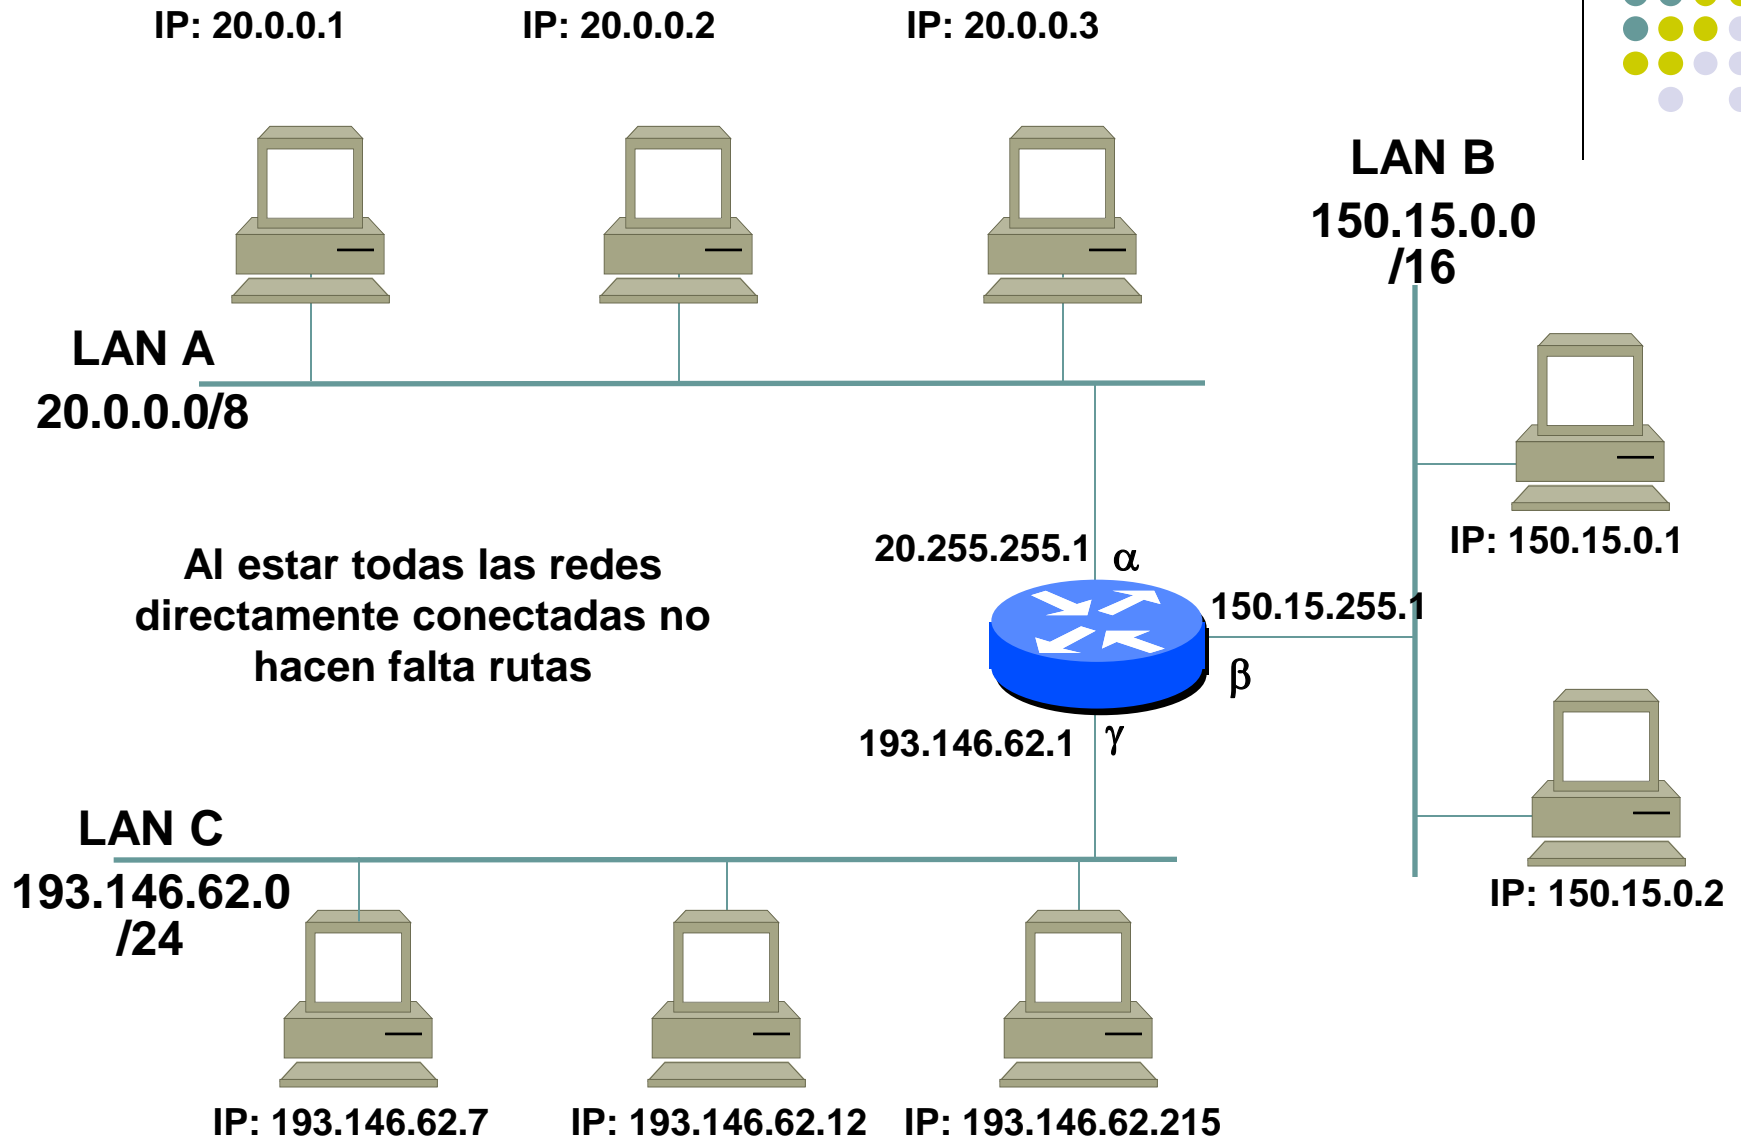 IP: 20.0.0.1
IP: 20.0.0.2
IP: 20.0.0.3
LAN B
150.15.0.0
/16
LAN A
20.0.0.0/8
IP: 150.15.0.1
20.255.255.1
α
Al estar todas las redes
directamente conectadas no
hacen falta rutas
150.15.255.1
β
193.146.62.1
γ
LAN C
193.146.62.0
/24
IP: 150.15.0.2
IP: 193.146.62.7
IP: 193.146.62.12
IP: 193.146.62.215